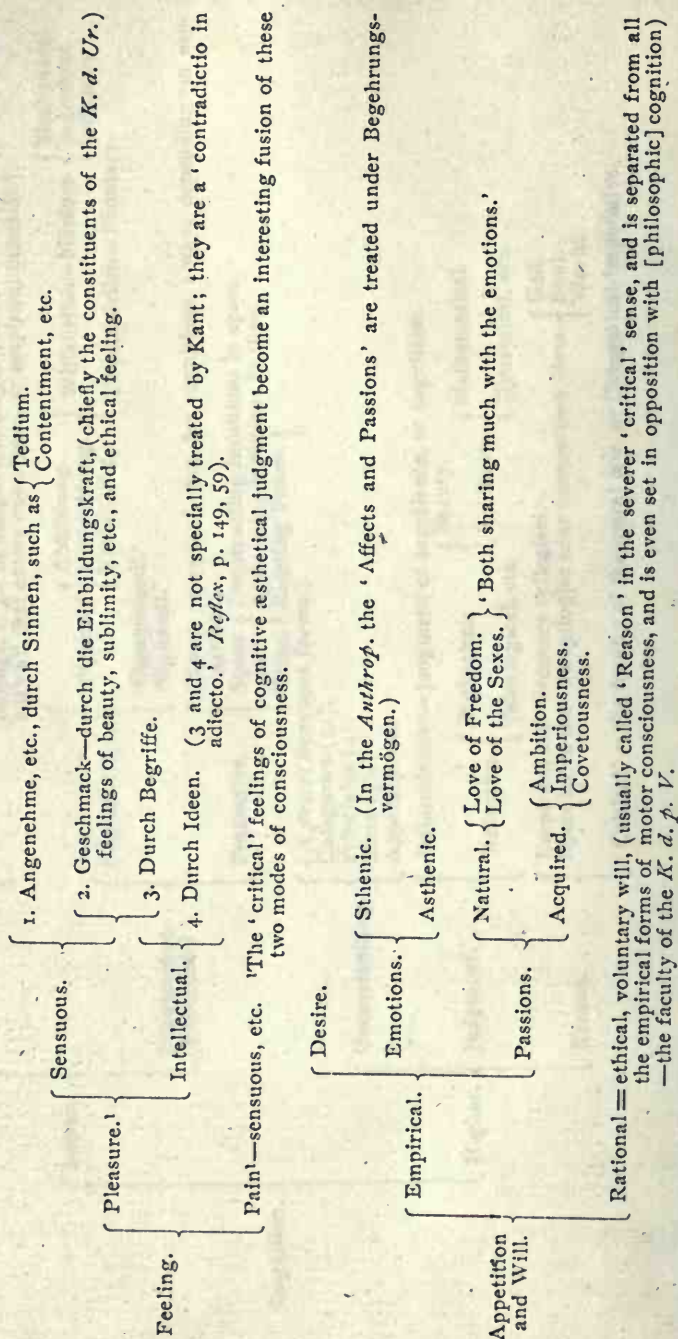 Feeling.
Pleasure.¹
Sensuous.
1. Angenehme, etc., durch Sinnen, such as
Tedium.
Contentment, etc.
2. Geschmack—durch die Einbildungskraft, (chiefly the constituents of the K. d. Ur.)
feelings of beauty, sublimity, etc., and ethical feeling.
Intellectual.
3. Durch Begriffe.
4. Durch Ideen. (3 and 4 are not specially treated by Kant; they are a ‘contradictio in
adiecto.’ Reflex, p. 149, 59).
Pain¹—sensuous, etc. ¹The ‘critical’ feelings of cognitive æsthetical judgment become an interesting fusion of these
two modes of consciousness.
Appetition
and Will.
Empirical.
Desire.
Emotions.
Sthenic. (In the Anthrop. the ‘Affects and Passions’ are treated under Begehrungs-
vermögen.)
Asthenic.
Passions.
Natural.
Love of Freedom.
Love of the Sexes.
‘Both sharing much with the emotions.’
Acquired.
Ambition.
Imperiousness.
Covetousness.
Rational=ethical, voluntary will, (usually called ‘Reason’ in the severer ‘critical’ sense, and is separated from all
the empirical forms of motor consciousness, and is even set in opposition with [philosophic] cognition)
—the faculty of the K. d. p. V.